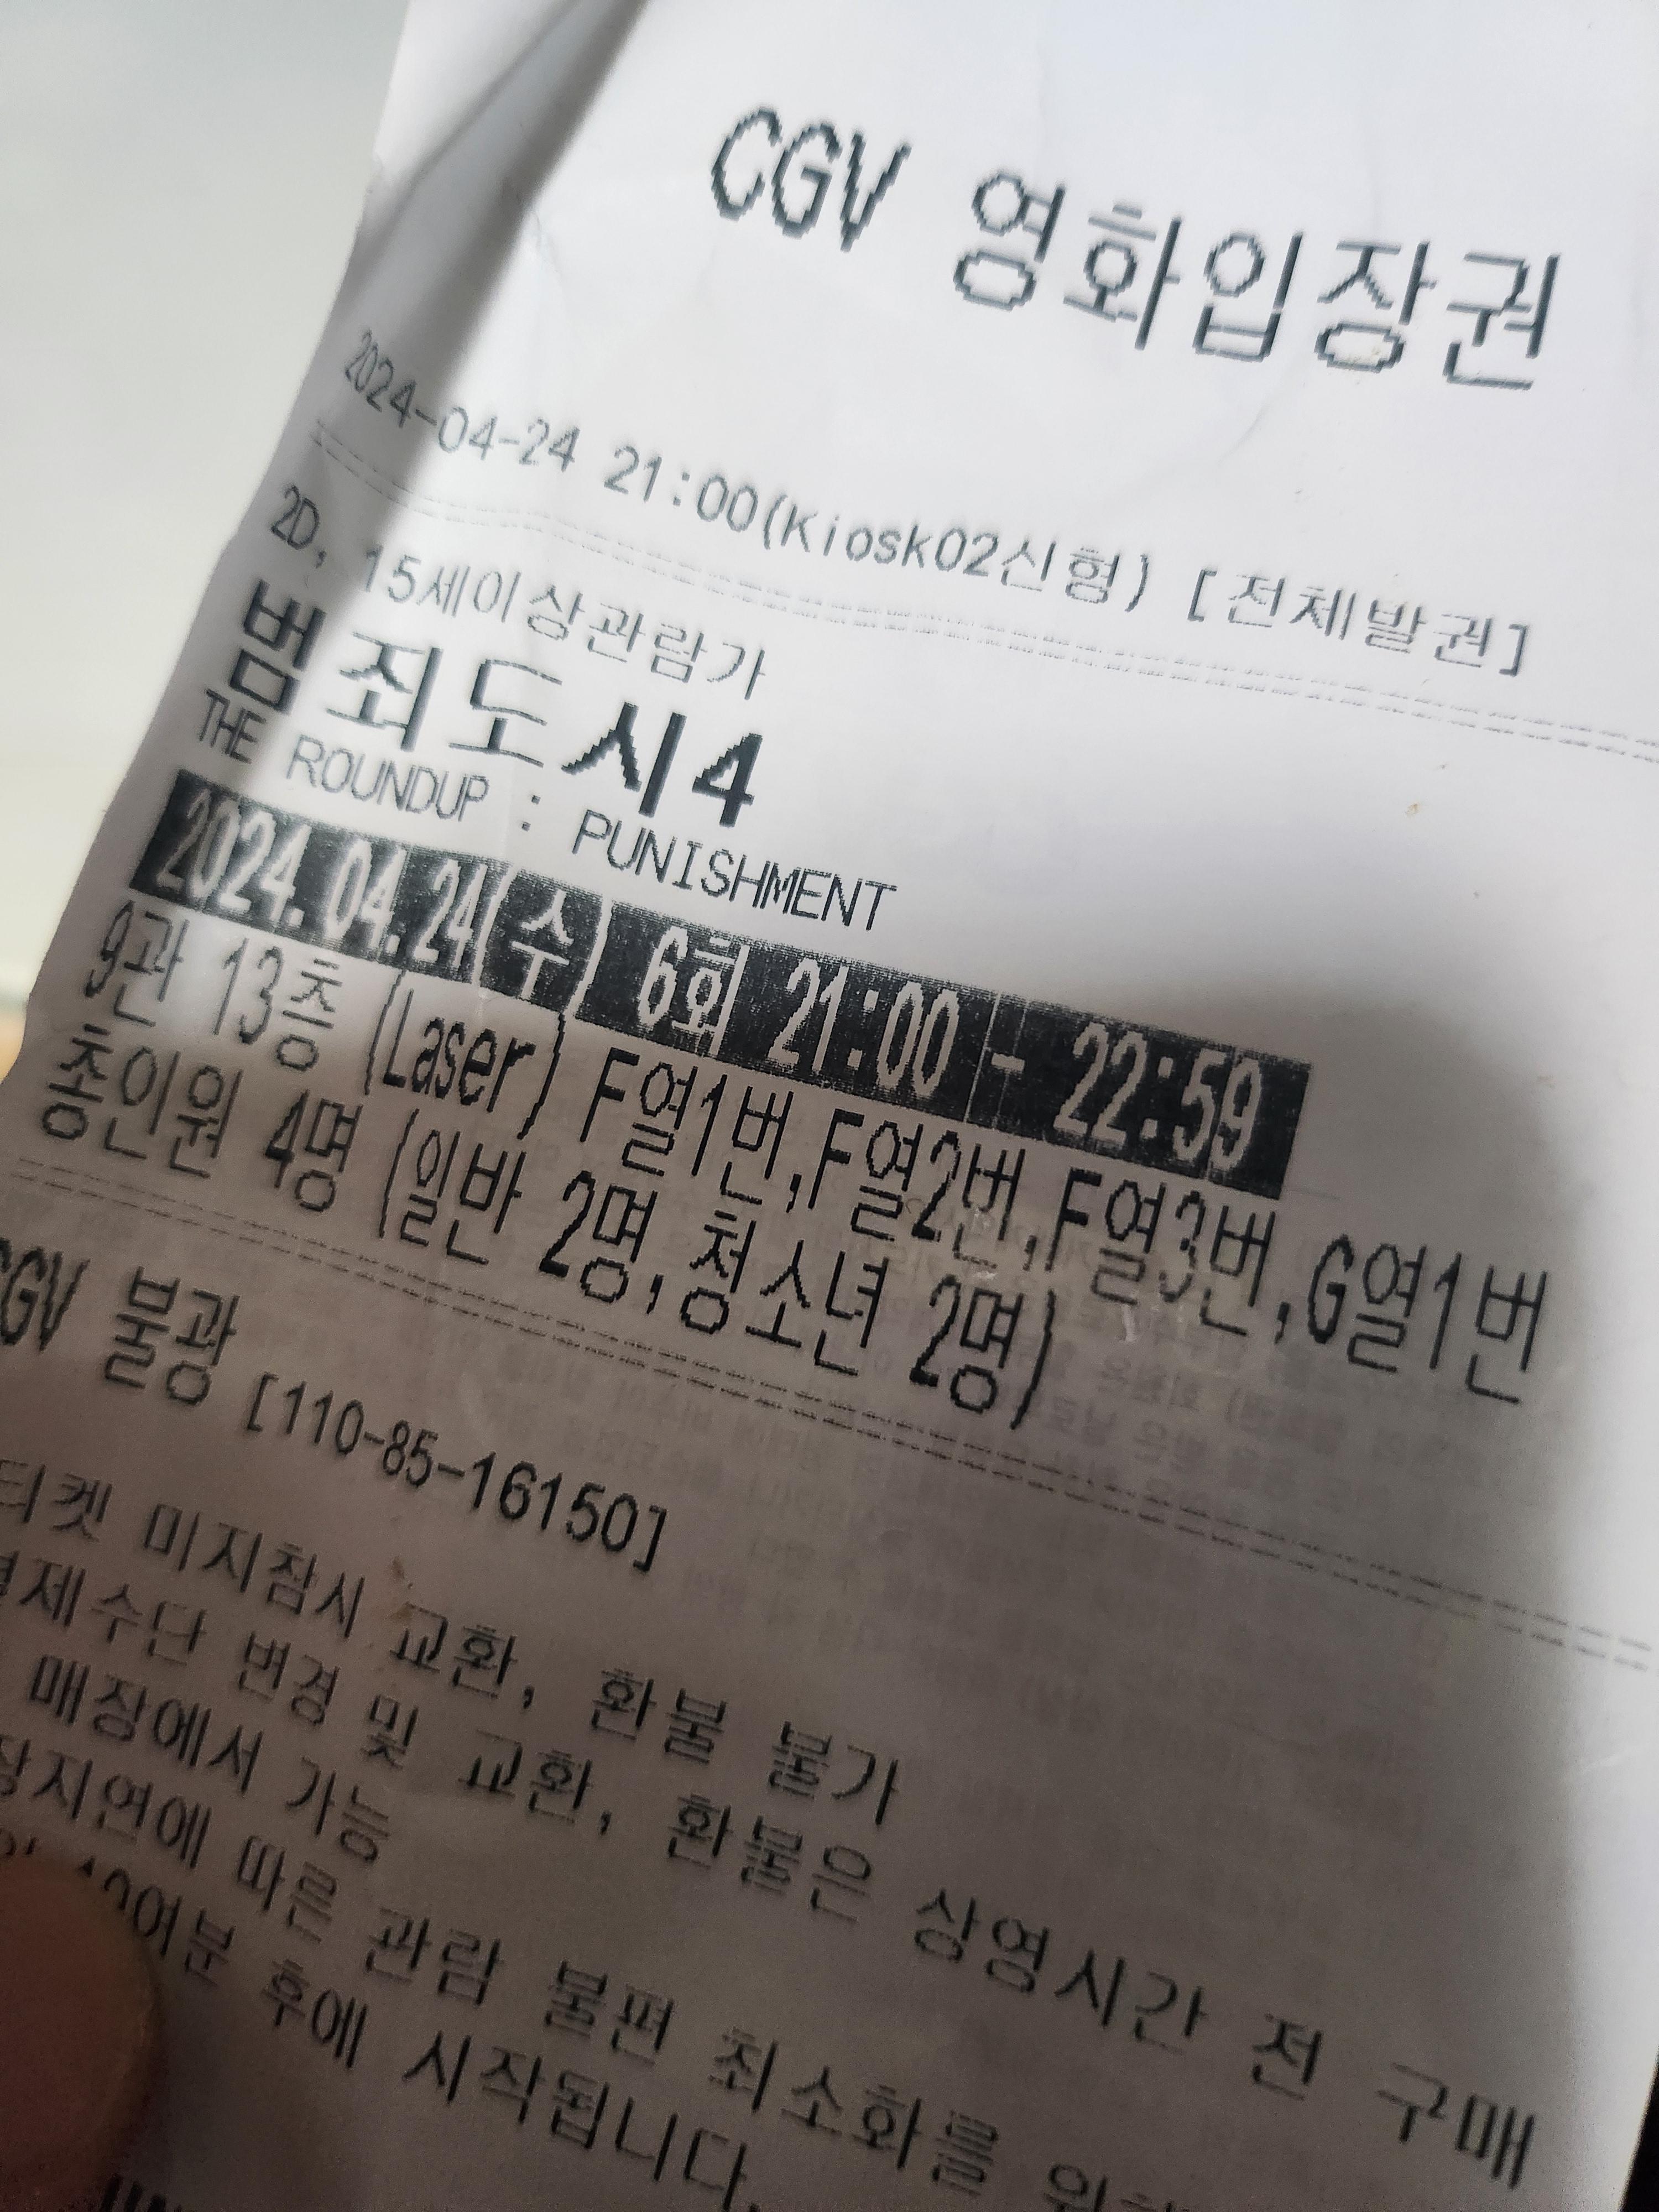 CGV 영화입장권
2024-04-24 21:00(Kiosk02신형) [전체발권]
2D, 15세이상관람가
범죄도시4
THE ROUNDUP : PUNISHMENT
2024.04.24(수) 6회 21:00 - 22:59
9관 13층 (Laser) F열1번,F열2번,F열3번,G열1번
총인원 4명 (일반 2명,청소년 2명)
CGV 불광 [110-85-16150]
티켓 미지참시 교환, 환불 불가
결제수단 변경 및 교환, 환불은 상영시간 전 구매
매장에서 가능
장지연에 따른 관람 불편 최소화를
10여분 후에 시작됩니다.